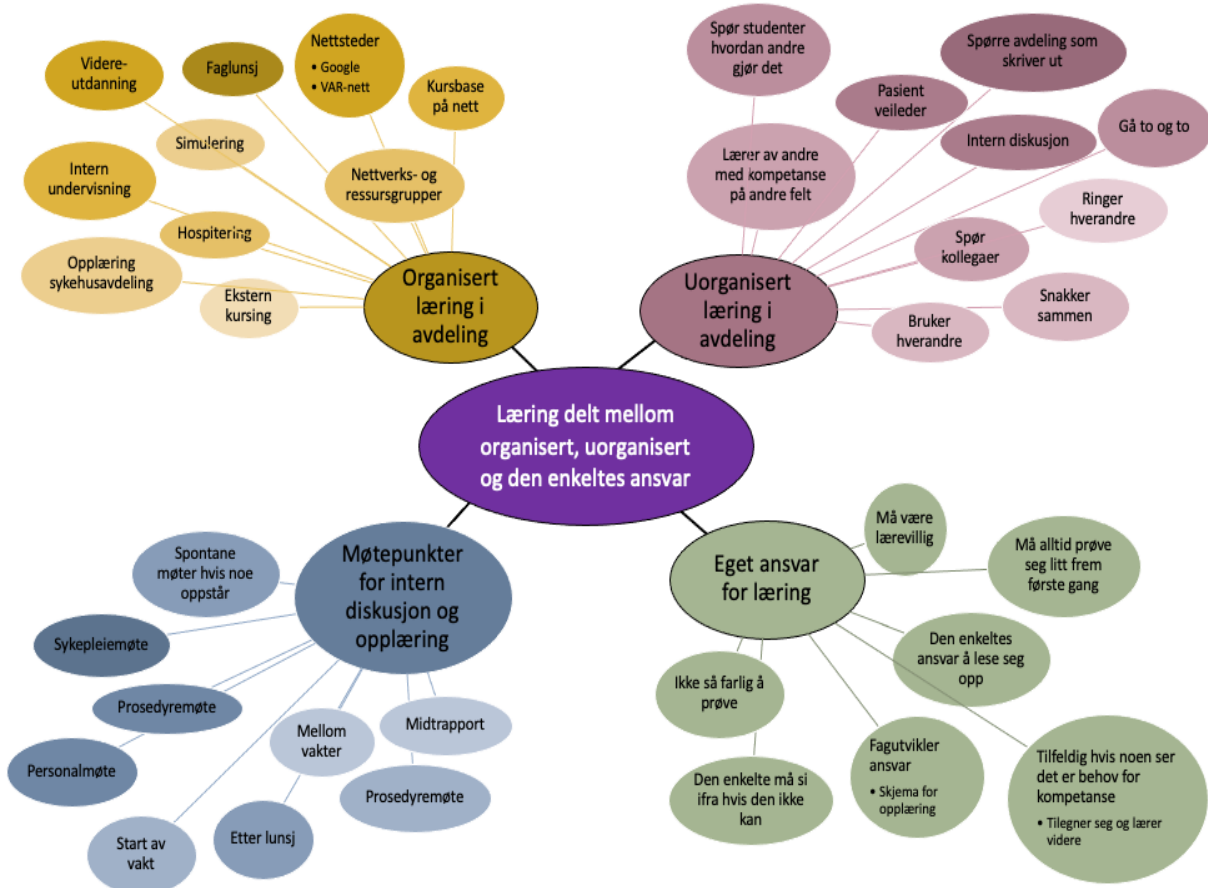 Videre-
utdanning
Faglunsj
Nettsteder
• Google
• VAR-nett
Kursbase
på nett
Simulering
Intern
undervisning
Nettverks- og
ressursgrupper
Hospitering
Opplæring
sykehusavdeling
Ekstern
kursing
Organisert
læring i
avdeling
Spør studenter
hvordan andre
gjør det
Spørre avdeling som
skriver ut
Pasient
veileder
Gå to og to
Intern diskusjon
Lærer av andre
med kompetanse
på andre felt
Ringer
hverandre
Spør
kollegaer
Snakker
sammen
Bruker
hverandre
Uorganisert
læring i
avdeling
Læring delt mellom
organisert, uorganisert
og den enkeltes ansvar
Møtepunkter
for intern
diskusjon og
opplæring
Spontane
møter hvis noe
oppstår
Sykepleiemøte
Prosedyremøte
Personalmøte
Start av
vakt
Etter lunsj
Mellom
vakter
Midtrapport
Prosedyremøte
Eget ansvar
for læring
Må være
lærevillig
Må alltid prøve
seg litt frem
første gang
Den enkeltes
ansvar å lese seg
opp
Ikke så farlig å
prøve
Den enkelte må si
ifra hvis den ikke
kan
Fagutvikler
ansvar
• Skjema for
opplæring
Tilfeldig hvis noen ser
det er behov for
kompetanse
• Tilegner seg og lærer
videre